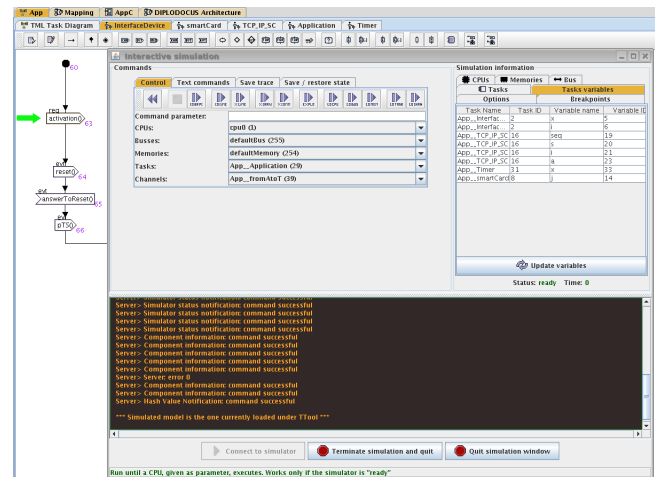 App Mapping AppC DIPLODOCUS Architecture
TML Task Diagram InterfaceDevice smartCard TCP_IP_SC Application Timer
60
req
activation()
63
evt
reset()
64
evt
answerToReset()
65
evt
pTS()
66
Interactive simulation
Commands
Control Text commands Save trace Save / restore state
Command parameter:
CPUs: cpu0 (1)
Busses: defaultBus (255)
Memories: defaultMemory (254)
Tasks: App__Application (29)
Channels: App__fromAtoT (39)
Simulation information
CPUs Memories Bus
Tasks Tasks variables
Options Breakpoints
Task Name Task ID Variable name Variable ID
App__Interfac... 2 x 5
App__Interfac... 2 i 6
App__TCP_IP_SC 16 seq 19
App__TCP_IP_SC 16 s 20
App__TCP_IP_SC 16 i 21
App__TCP_IP_SC 16 a 23
App__Timer 31 x 33
App__smartCard 8 j 14
Update variables
Status: ready Time: 0
Server> Simulator status notification: command successful
Server> Simulator status notification: command successful
Server> Simulator status notification: command successful
Server> Simulator status notification: command successful
Server> Simulator status notification: command successful
Server> Component information: command successful
Server> Component information: command successful
Server> Component information: command successful
Server> Component information: command successful
Server> Server: error 0
Server> Component information: command successful
Server> Component information: command successful
Server> Hash Value Notification: command successful
*** Simulated model is the one currently loaded under TTool ***
Connect to simulator Terminate simulation and quit Quit simulation window
Run until a CPU, given as parameter, executes. Works only if the simulator is "ready"